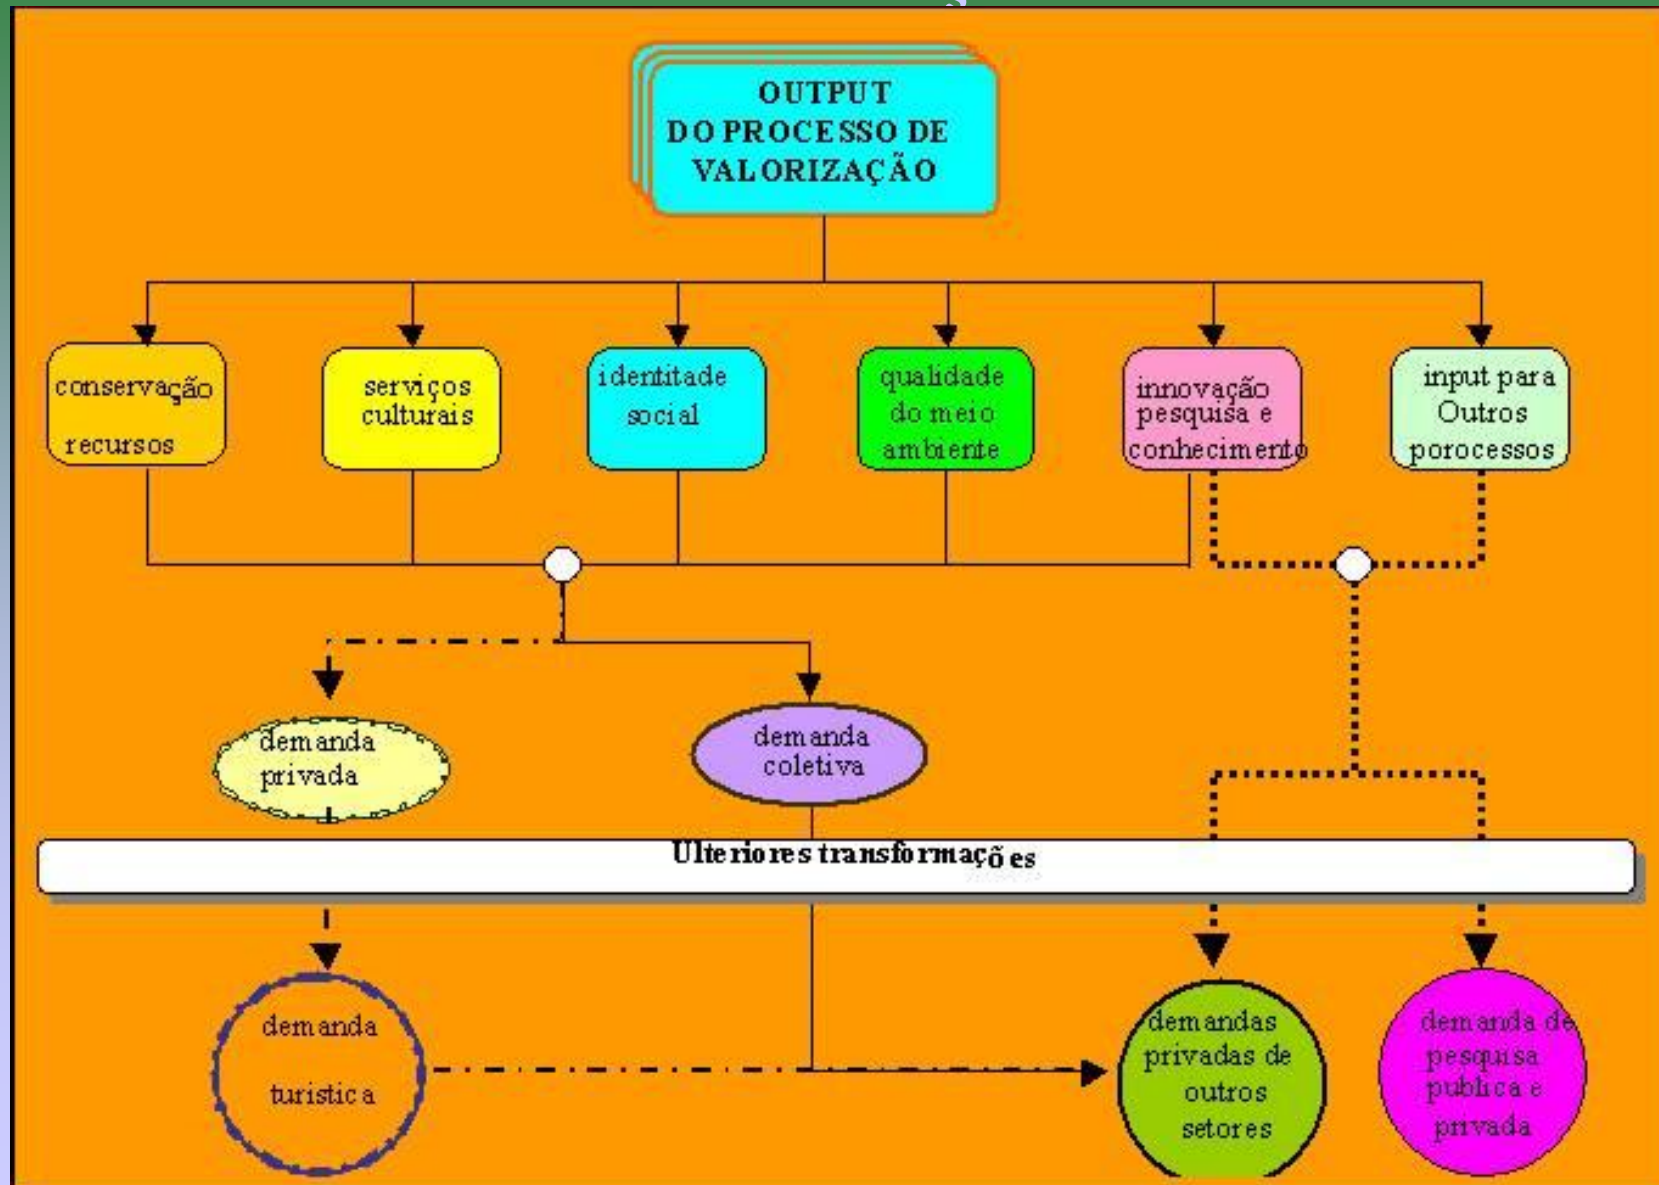 OUTPUT
DO PROCESSO DE
VALORIZAÇÃO
conservação
recursos
serviços
culturais
identitade
social
qualidade
do meio
ambiente
innovação
pesquisa e
conhecimento
input para
Outros
porocessos
demanda
privada
demanda
coletiva
Ulteriores transformações
demanda
turistica
demandas
privadas de
outros
setores
demanda de
pesquisa
publica e
privada